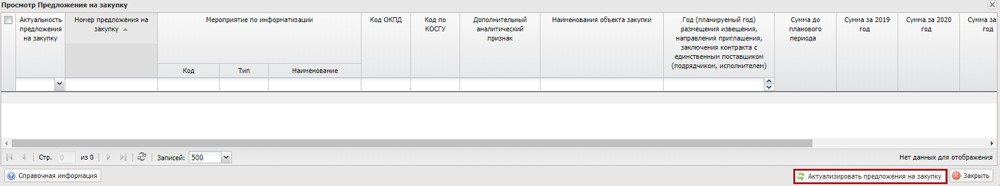 Просмотр Предложения на закупку
Актуальность предложения на закупку
Номер предложения на закупку
Мероприятие по информатизации
Код ОКПД
Код по КОСГУ
Дополнительный аналитический признак
Наименования объекта закупки
Год (планируемый год) размещения извещения, направления приглашения, заключения контракта с единственным поставщиком (подрядчиком, исполнителем)
Сумма до планового периода
Сумма за 2019 год
Сумма за 2020 год
Сумма за год
Код
Тип
Наименование
Стр. 0 из 0
Записей: 500
Нет данных для отображения
Справочная информация
Актуализировать предложения на закупку
Закрыть